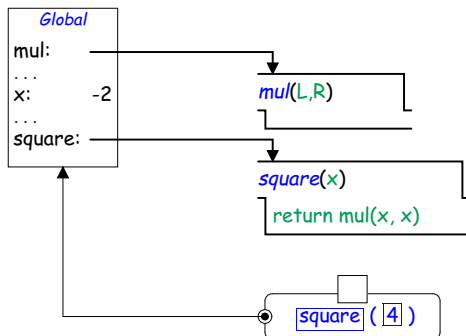 Global
mul:
...
x: -2
...
square:
mul(L,R)
square(x)
return mul(x, x)
square ( 4 )